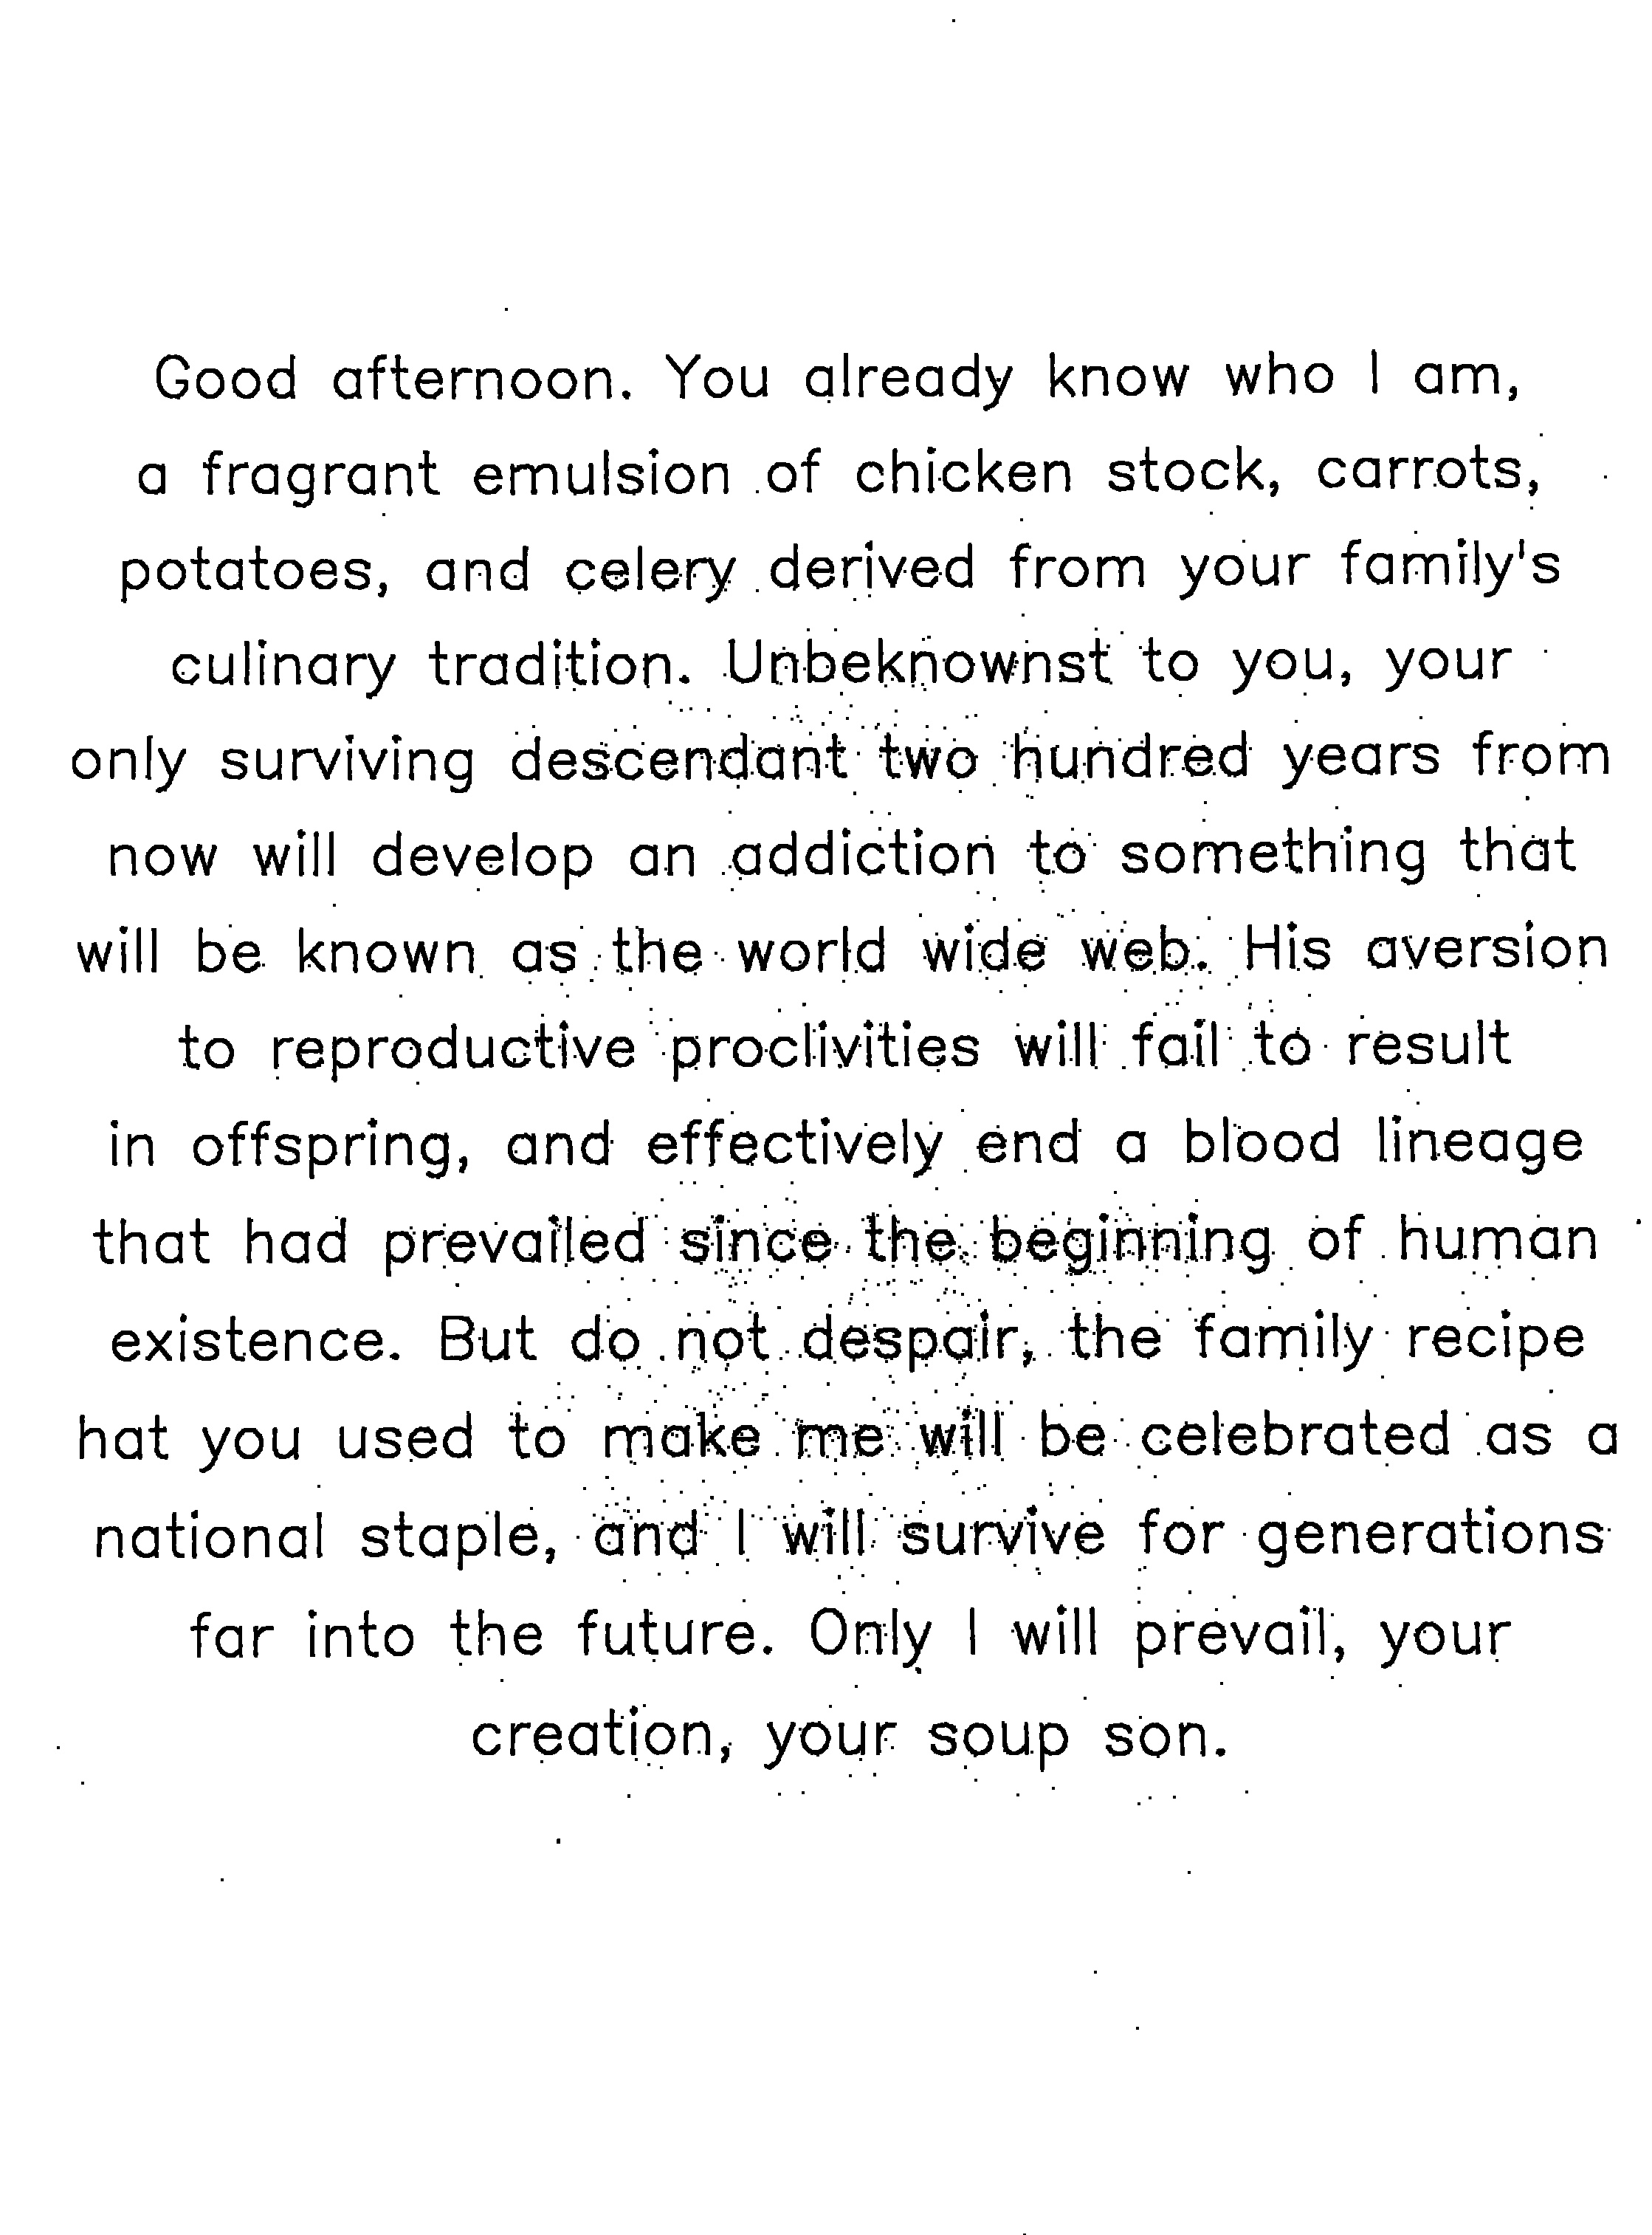 Good afternoon. You already know who I am,
a fragrant emulsion of chicken stock, carrots,
potatoes, and celery derived from your family's
culinary tradition. Unbeknownst to you, your
only surviving descendant two hundred years from
now will develop an addiction to something that
will be known as the world wide web. His aversion
to reproductive proclivities will fail to result
in offspring, and effectively end a blood lineage
that had prevailed since the beginning of human
existence. But do not despair, the family recipe
hat you used to make me will be celebrated as a
national staple, and I will survive for generations
far into the future. Only I will prevail, your
creation, your soup son.